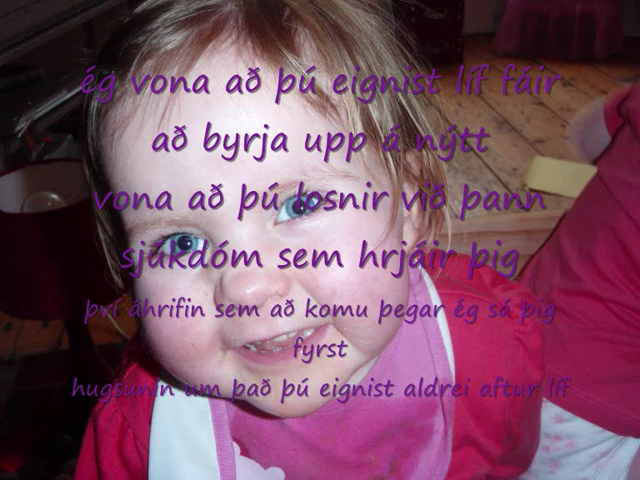 ég vona að þú eignist líf fáir
að byrja upp á nýtt
vona að þú losnir við þann
sjúkdóm sem hrjáir þig
því áhrifin sem að komu þegar ég sá þig
fyrst
hugsunin um það þú eignist aldrei aftur líf